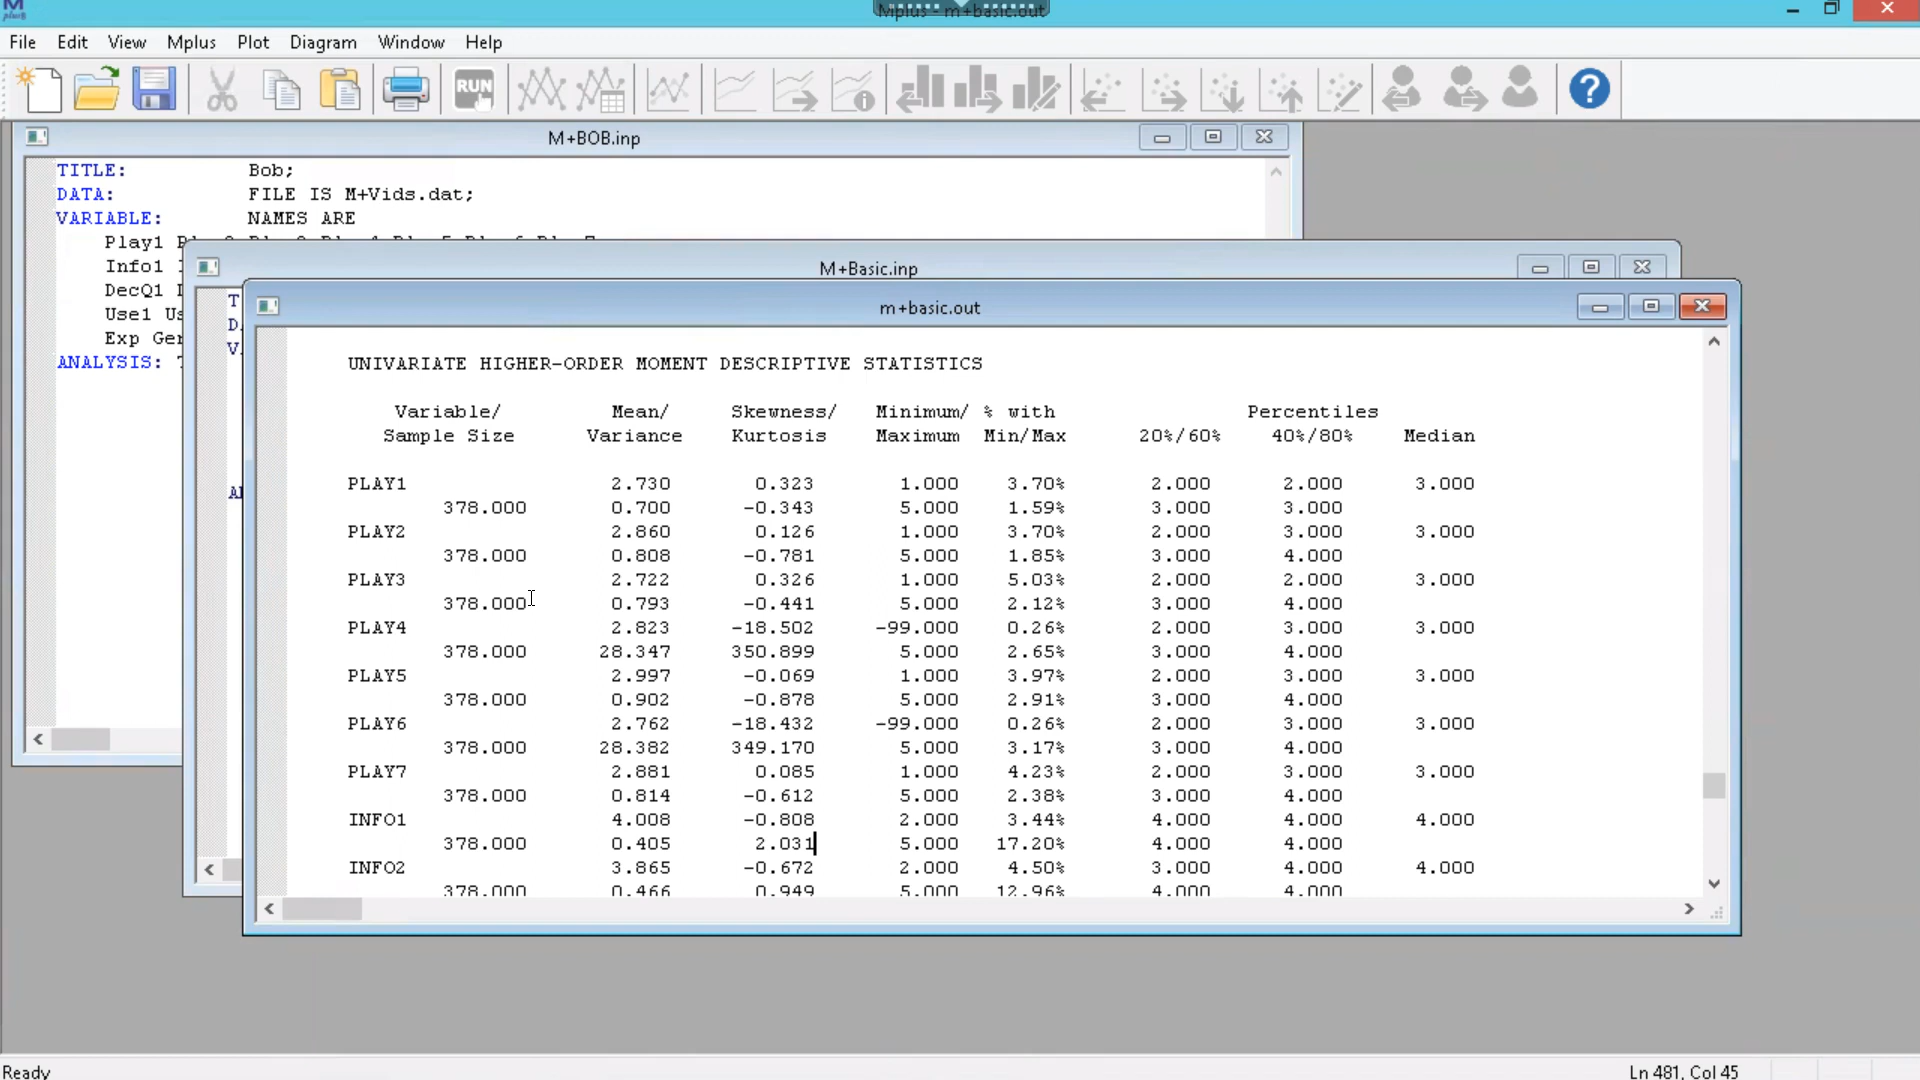 Mplus - m+basic.out
File Edit View Mplus Plot Diagram Window Help
RUN
M+BOB.inp
TITLE: Bob;
DATA: FILE IS M+Vids.dat;
VARIABLE: NAMES ARE
Play1
Info1
DecQ1
Use1
Exp
ANALYSIS:
M+Basic.inp
m+basic.out
UNIVARIATE HIGHER-ORDER MOMENT DESCRIPTIVE STATISTICS
Variable/ Mean/ Skewness/ Minimum/ % with Percentiles
Sample Size Variance Kurtosis Maximum Min/Max 20%/60% 40%/80% Median
PLAY1 2.730 0.323 1.000 3.70% 2.000 2.000 3.000
378.000 0.700 -0.343 5.000 1.59% 3.000 3.000
PLAY2 2.860 0.126 1.000 3.70% 2.000 3.000 3.000
378.000 0.808 -0.781 5.000 1.85% 3.000 4.000
PLAY3 2.722 0.326 1.000 5.03% 2.000 2.000 3.000
378.000 0.793 -0.441 5.000 2.12% 3.000 4.000
PLAY4 2.823 -18.502 -99.000 0.26% 2.000 3.000 3.000
378.000 28.347 350.899 5.000 2.65% 3.000 4.000
PLAY5 2.997 -0.069 1.000 3.97% 2.000 3.000 3.000
378.000 0.902 -0.878 5.000 2.91% 3.000 4.000
PLAY6 2.762 -18.432 -99.000 0.26% 2.000 3.000 3.000
378.000 28.382 349.170 5.000 3.17% 3.000 4.000
PLAY7 2.881 0.085 1.000 4.23% 2.000 3.000 3.000
378.000 0.814 -0.612 5.000 2.38% 3.000 4.000
INFO1 4.008 -0.808 2.000 3.44% 4.000 4.000 4.000
378.000 0.405 2.031 5.000 17.20% 4.000 4.000
INFO2 3.865 -0.672 2.000 4.50% 3.000 4.000 4.000
378.000 0.466 0.949 5.000 12.96% 4.000 4.000
Ready Ln 481, Col 45